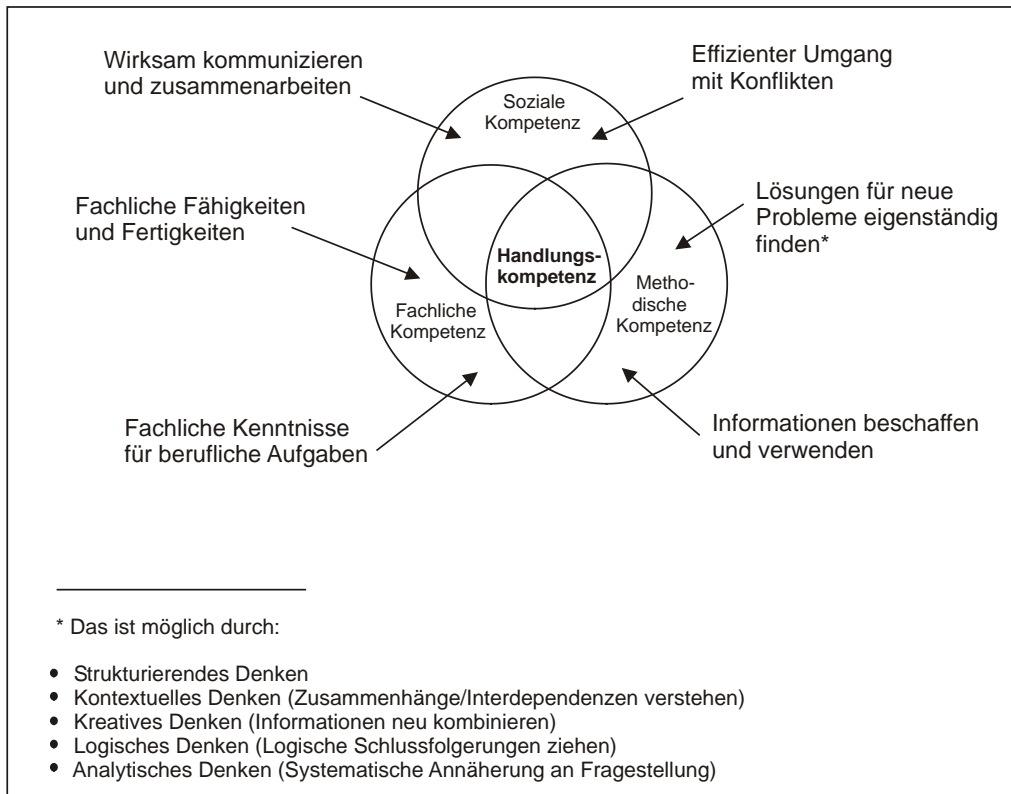 Wirksam kommunizieren
und zusammenarbeiten
Effizienter Umgang
mit Konflikten
Soziale
Kompetenz
Fachliche Fähigkeiten
und Fertigkeiten
Lösungen für neue
Probleme eigenständig
finden*
Handlungs-
kompetenz
Fachliche
Kompetenz
Metho-
dische
Kompetenz
Fachliche Kenntnisse
für berufliche Aufgaben
Informationen beschaffen
und verwenden
* Das ist möglich durch:
• Strukturierendes Denken
• Kontextuelles Denken (Zusammenhänge/Interdependenzen verstehen)
• Kreatives Denken (Informationen neu kombinieren)
• Logisches Denken (Logische Schlussfolgerungen ziehen)
• Analytisches Denken (Systematische Annäherung an Fragestellung)